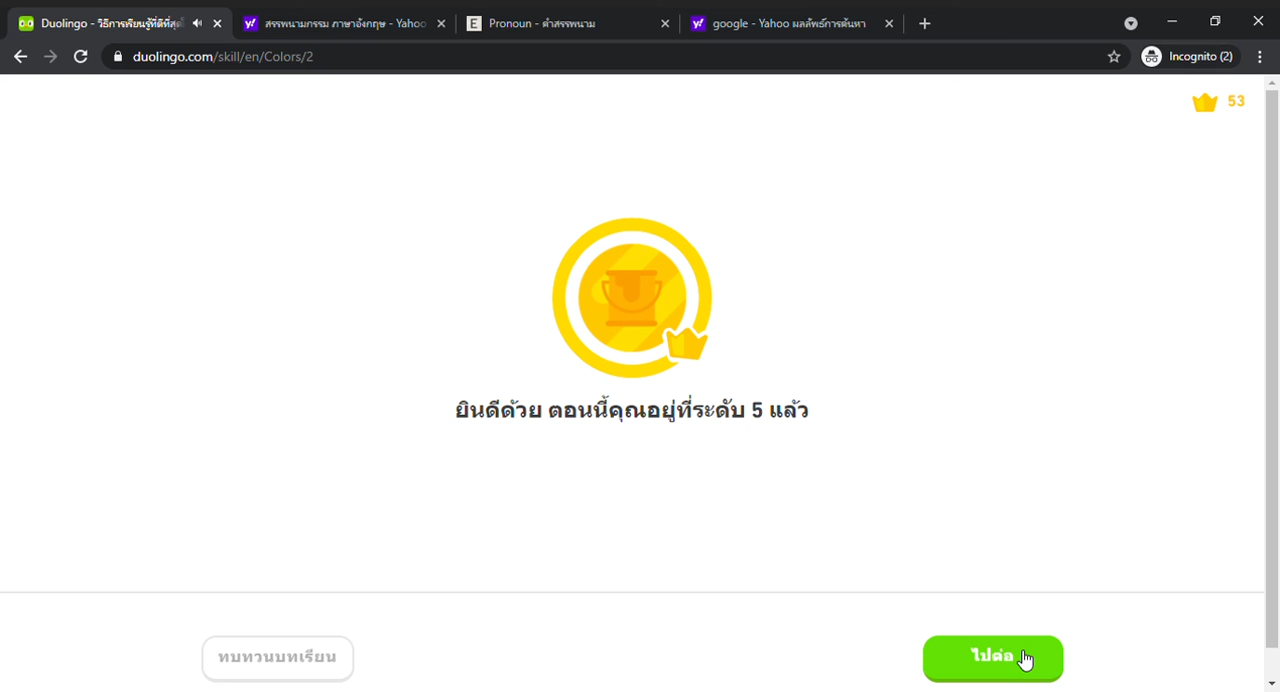 Duolingo - วิธีการเรียนรู้ที่ดีที่สุดใ
สรรพนามกรรม ภาษาอังกฤษ - Yahoo
E Pronoun - คำสรรพนาม
google - Yahoo ผลลัพธ์การค้นหา
duolingo.com/skill/en/Colors/2
Incognito (2)
53
ยินดีด้วย ตอนนี้คุณอยู่ที่ระดับ 5 แล้ว
ทบทวนบทเรียน
ไปต่อ